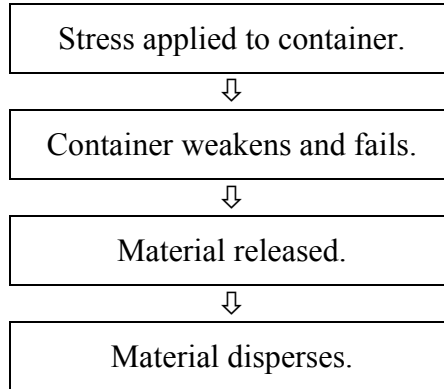 Stress applied to container.
Container weakens and fails.
Material released.
Material disperses.